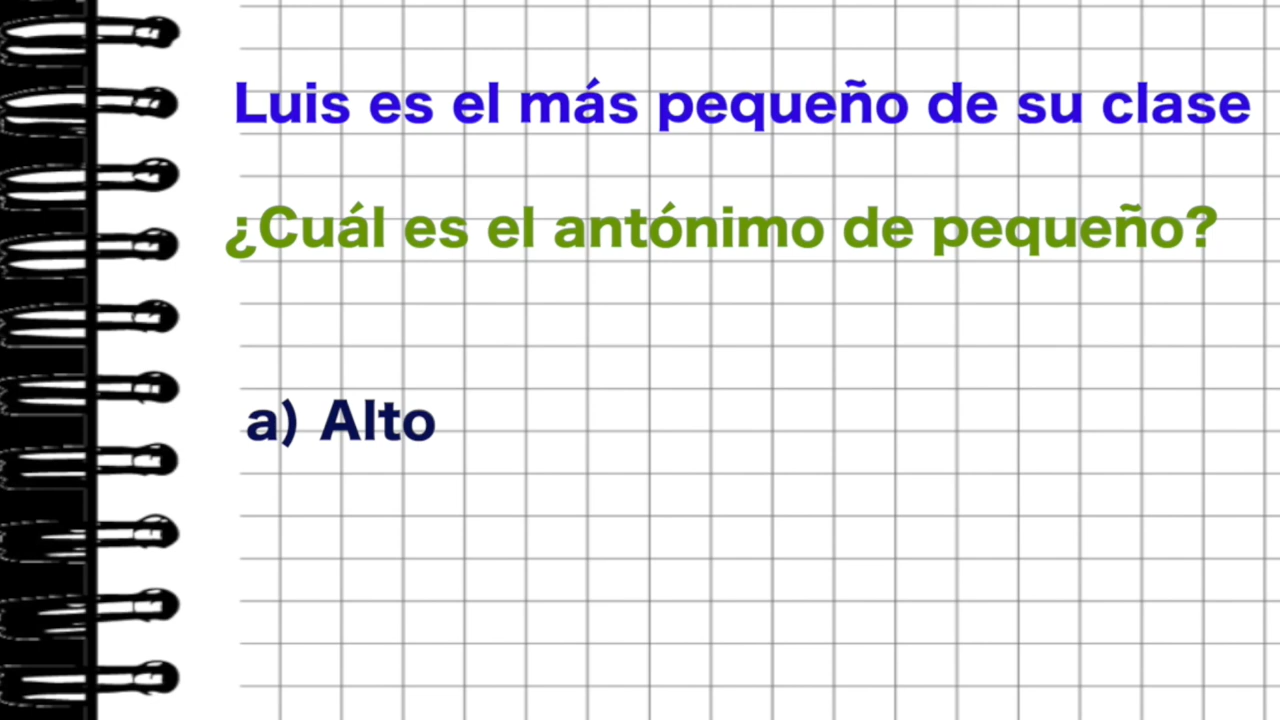 Luis es el más pequeño de su clase
¿Cuál es el antónimo de pequeño?
a) Alto